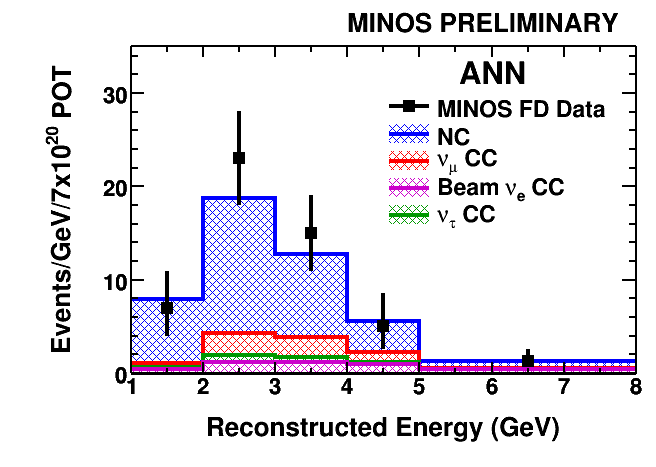 MINOS PRELIMINARY
ANN
MINOS FD Data
NC
νμ CC
Beam νe CC
ντ CC
Events/GeV/7x10²⁰ POT
30
20
10
0
1 2 3 4 5 6 7 8
Reconstructed Energy (GeV)